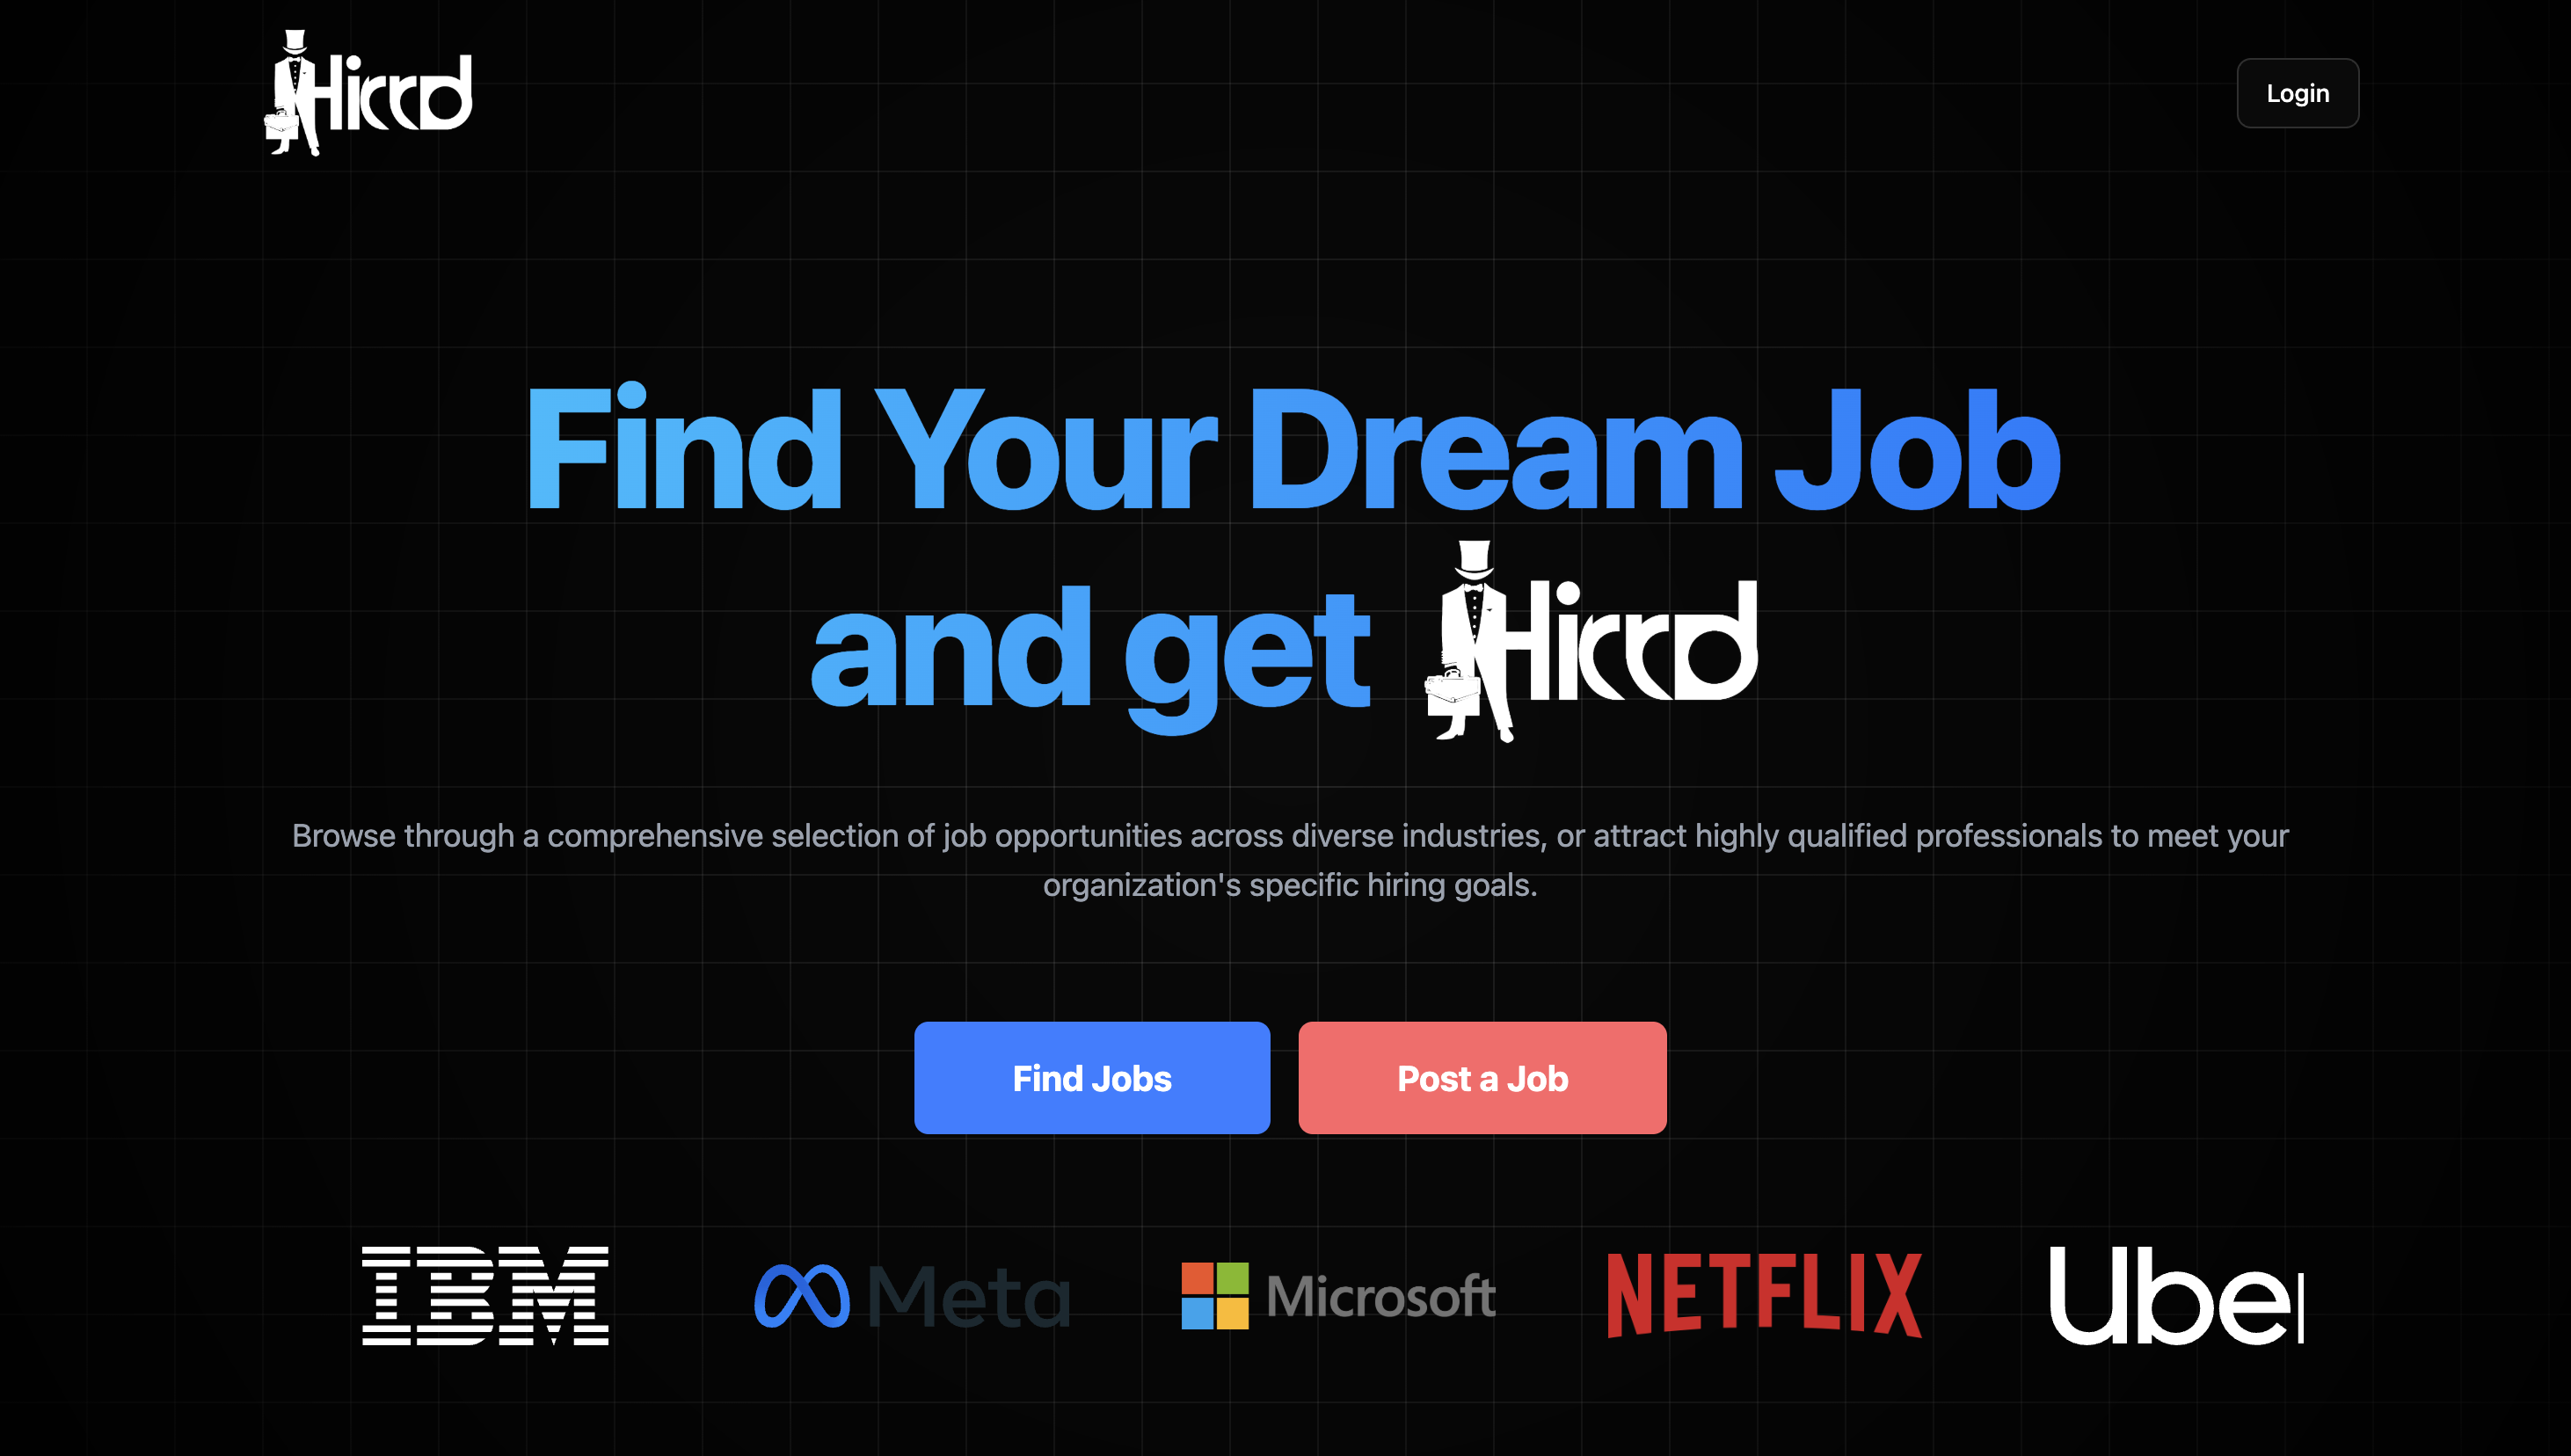 Hirrd
Login
Find Your Dream Job
and get Hirrd
Browse through a comprehensive selection of job opportunities across diverse industries, or attract highly qualified professionals to meet your
organization's specific hiring goals.
Find Jobs Post a Job
IBM Meta Microsoft NETFLIX Uber